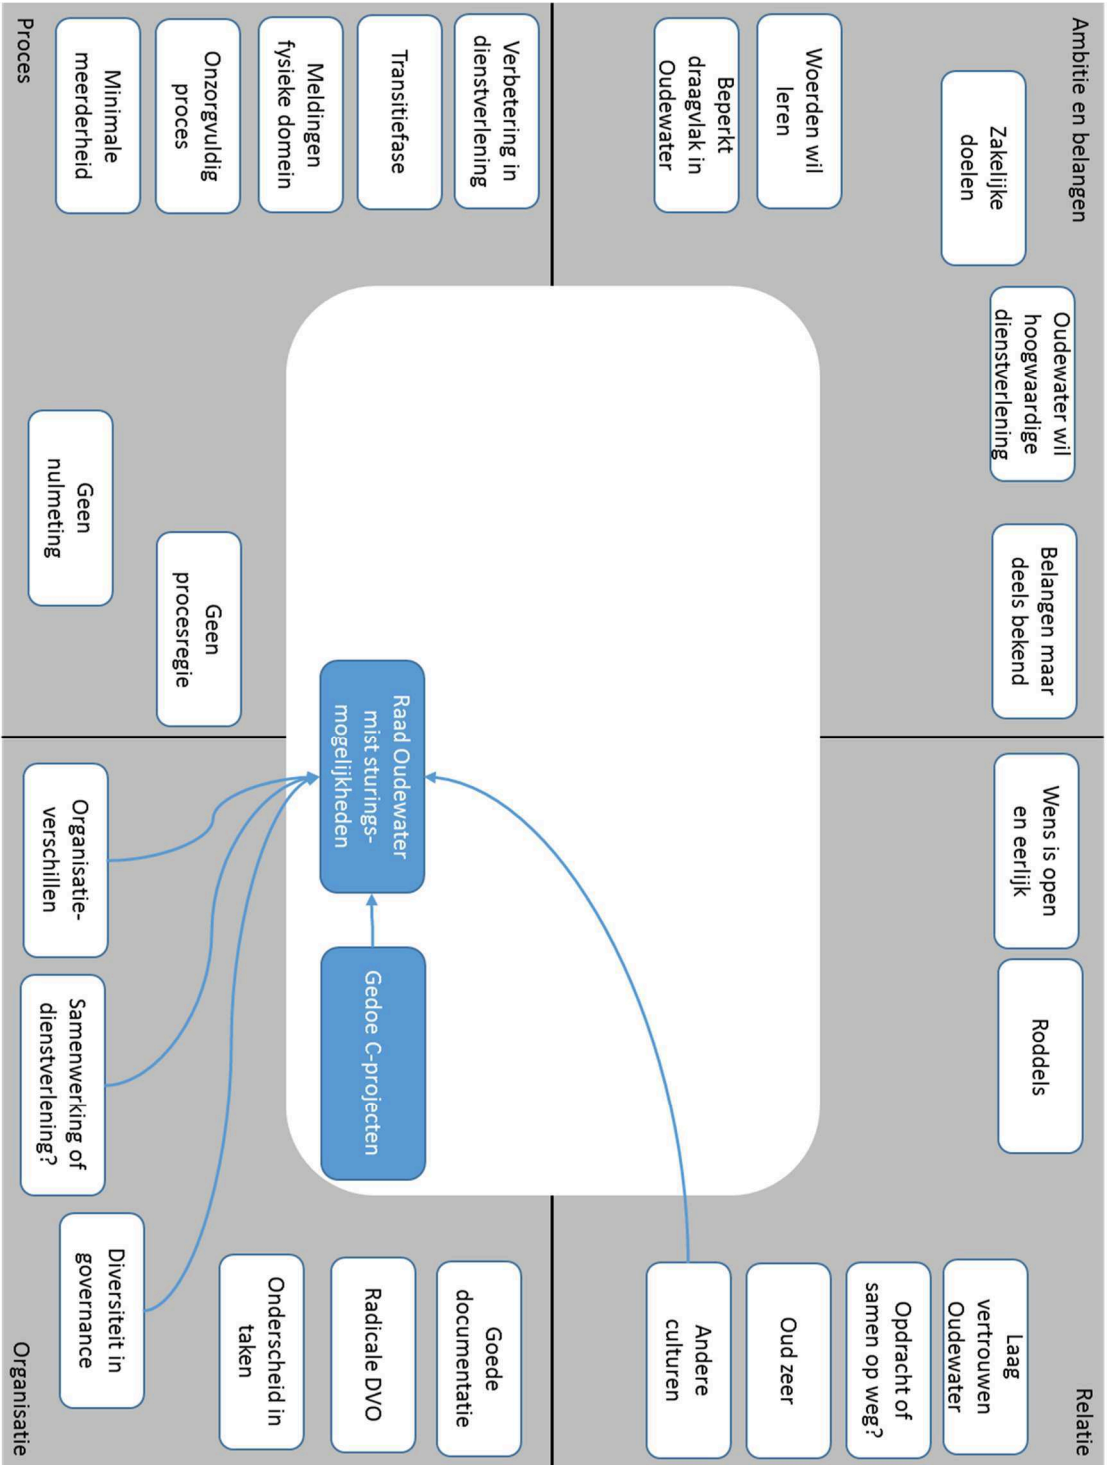 Ambitie en belangen
Zakelijke
doelen
Oudewater wil
hoogwaardige
dienstverlening
Belangen maar
deels bekend
Woerden wil
leren
Beperkt
draagvlak in
Oudewater
Wens is open
en eerlijk
Roddels
Relatie
Laag
vertrouwen
Oudewater
Opdracht of
samen op weg?
Oud zeer
Andere
culturen
Verbetering in
dienstverlening
Transitiefase
Meldingen
fysieke domein
Onzorgvuldig
proces
Minimale
meerderheid
Proces
Geen
procesregie
Geen
nulmeting
Raad Oudewater
mist sturings-
mogelijkheden
Gedoe C-projecten
Goede
documentatie
Radicale DVO
Onderscheid in
taken
Diversiteit in
governance
Organisatie-
verschillen
Samenwerking of
dienstverlening?
Organisatie